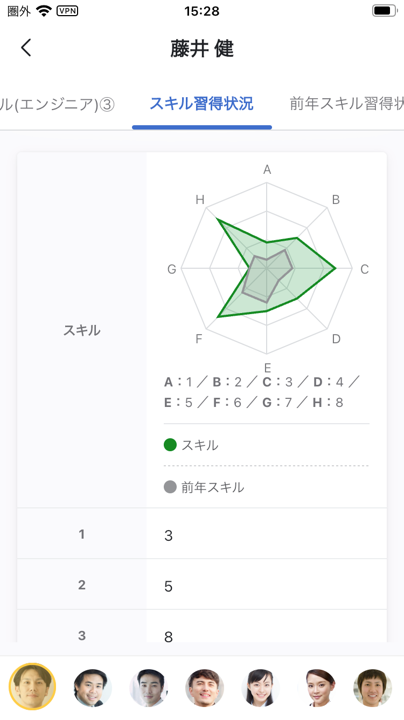 圏外 VPN 15:28
藤井 健
ル(エンジニア)③ スキル習得状況 前年スキル習得状
A
H B
G C
F D
E
スキル
A：1 ／ B：2 ／ C：3 ／ D：4 ／
E：5 ／ F：6 ／ G：7 ／ H：8
スキル
前年スキル
1 3
2 5
3 8